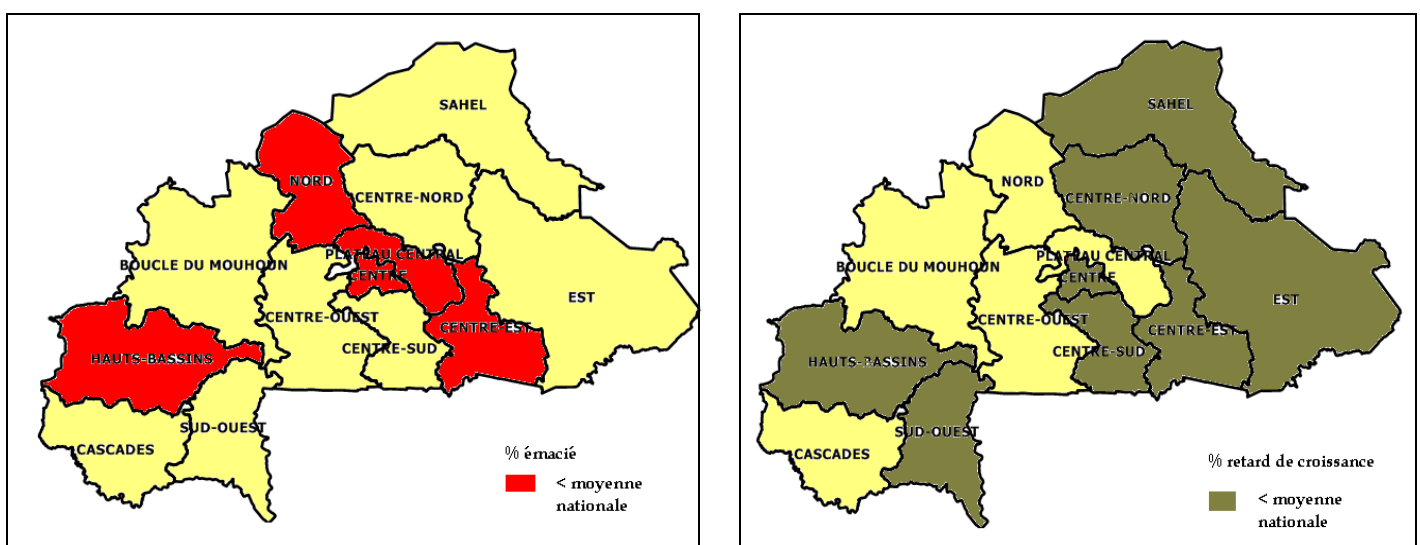 SAHEL
NORD
CENTRE-NORD
PLATEAU CENTRAL
BOUCLE DU MOUHOUN
CENTRE
EST
CENTRE-OUEST
CENTRE-EST
CENTRE-SUD
HAUTS-BASSINS
SUD-OUEST
CASCADES
% émacié
< moyenne
nationale
SAHEL
NORD
CENTRE-NORD
PLATEAU CENTRAL
BOUCLE DU MOUHOUN
CENTRE
EST
CENTRE-OUEST
CENTRE-EST
CENTRE-SUD
HAUTS-BASSINS
SUD-OUEST
CASCADES
% retard de croissance
< moyenne
nationale